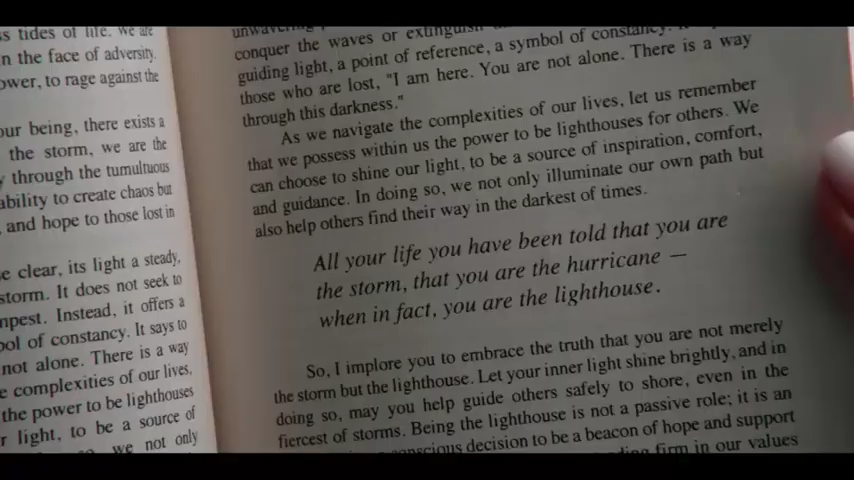 s tides of life. We are
n the face of adversity.
ower, to rage against the
our being, there exists a
the storm, we are the
y through the tumultuous
ability to create chaos but
, and hope to those lost in
e clear, its light a steady,
storm. It does not seek to
mpest. Instead, it offers a
ool of constancy. It says to
not alone. There is a way
e complexities of our lives,
the power to be lighthouses
r light, to be a source of
we not only
conquer the waves or extinguish
guiding light, a point of reference, a symbol of constancy.
those who are lost, "I am here. You are not alone. There is a way
through this darkness."
As we navigate the complexities of our lives, let us remember
that we possess within us the power to be lighthouses for others. We
can choose to shine our light, to be a source of inspiration, comfort,
and guidance. In doing so, we not only illuminate our own path but
also help others find their way in the darkest of times.
All your life you have been told that you are
the storm, that you are the hurricane —
when in fact, you are the lighthouse.
So, I implore you to embrace the truth that you are not merely
the storm but the lighthouse. Let your inner light shine brightly, and in
doing so, may you help guide others safely to shore, even in the
fiercest of storms. Being the lighthouse is not a passive role; it is an
conscious decision to be a beacon of hope and support
firm in our values